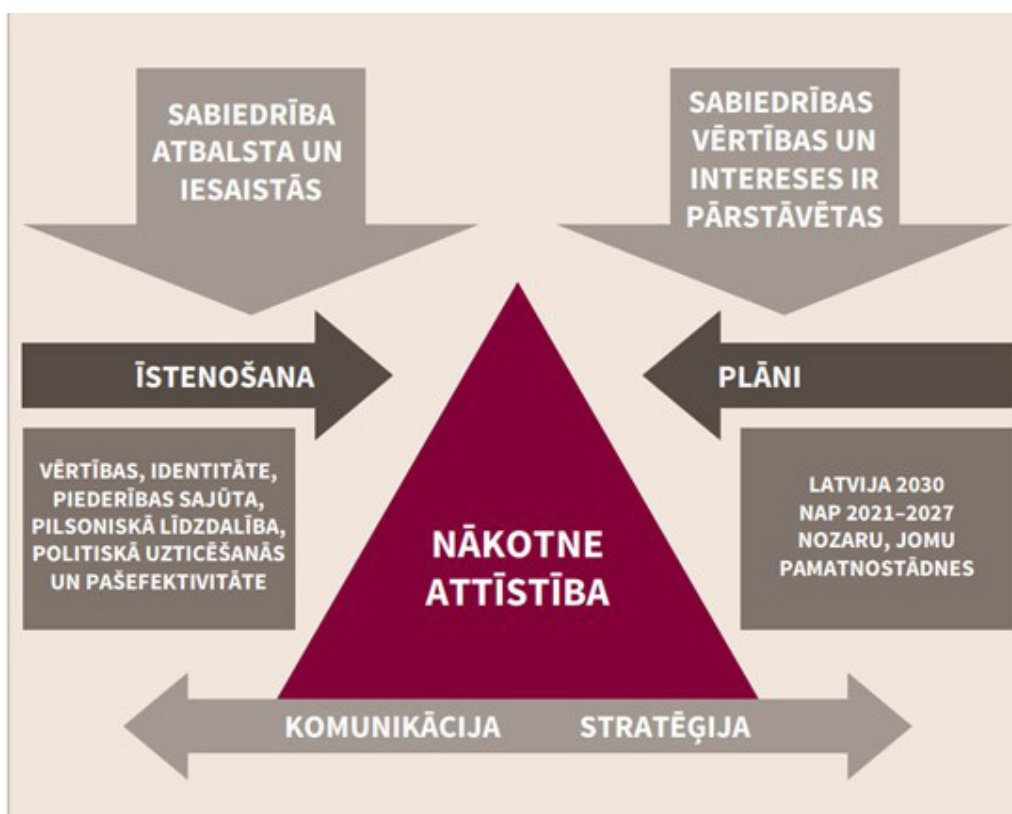 SABIEDRĪBA
ATBALSTA UN
IESAISTĀS
SABIEDRĪBAS
VĒRTĪBAS UN
INTERESES IR
PĀRSTĀVĒTAS
ĪSTENOŠANA
PLĀNI
VĒRTĪBAS, IDENTITĀTE,
PIEDERĪBAS SAJŪTA,
PILSONISKĀ LĪDZDALĪBA,
POLITISKĀ UZTICĒŠANĀS
UN PAŠEFEKTIVITĀTE
LATVIJA 2030
NAP 2021–2027
NOZARU, JOMU
PAMATNOSTĀDNES
NĀKOTNE
ATTĪSTĪBA
KOMUNIKĀCIJA STRATĒĢIJA